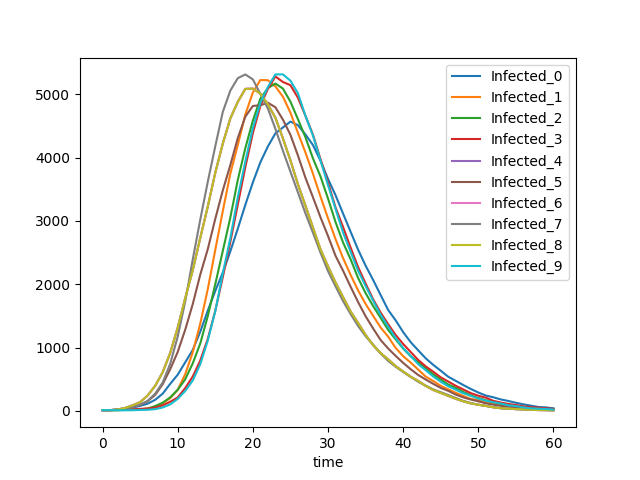 5000
4000
3000
2000
1000
0
0 10 20 30 40 50 60
time
Infected_0
Infected_1
Infected_2
Infected_3
Infected_4
Infected_5
Infected_6
Infected_7
Infected_8
Infected_9